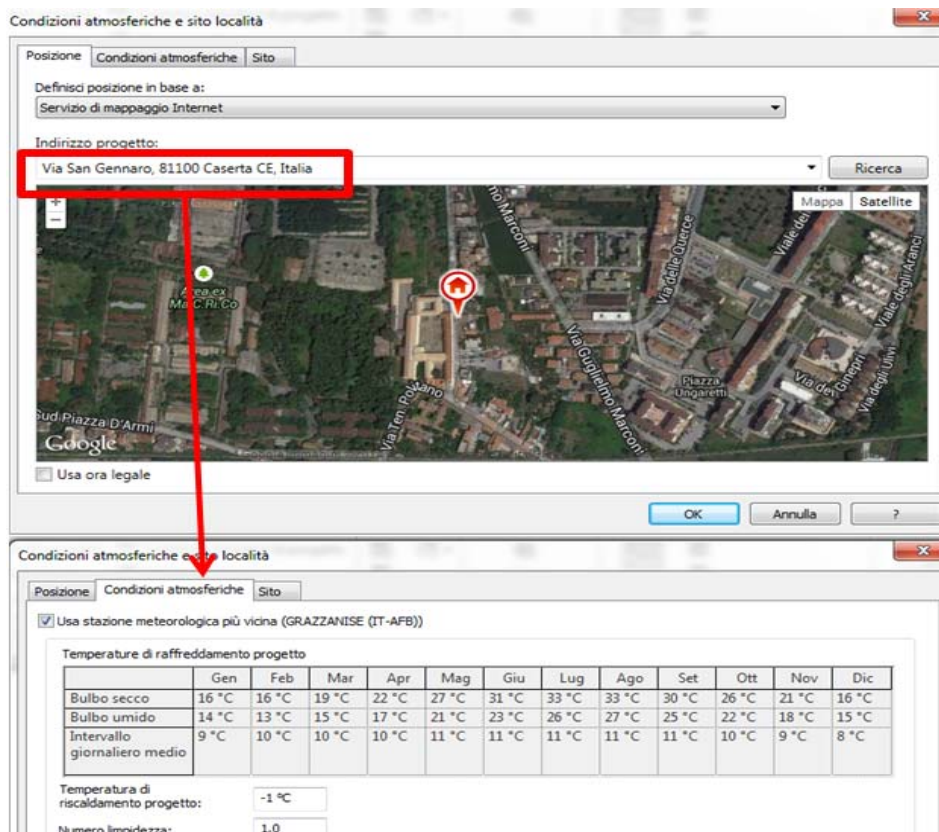 Condizioni atmosferiche e sito località
Posizione Condizioni atmosferiche Sito
Definisci posizione in base a:
Servizio di mappaggio Internet
Indirizzo progetto:
Via San Gennaro, 81100 Caserta CE, Italia
Ricerca
+
−
Mappa Satellite
Area ex
Ma.C.Ri.Co
no Marconi
Via delle Querce
Viale dei
Viale degli Aranci
Via Guglielmo Marconi
Piazza
Ungaretti
Via dei Ginepri
Via degli Ulivi
Via Ten. Politano
Sud Piazza D'Armi
Google
Usa ora legale
OK Annulla ?
Condizioni atmosferiche e sito località
Posizione Condizioni atmosferiche Sito
Usa stazione meteorologica più vicina (GRAZZANISE (IT-AFB))
Temperature di raffreddamento progetto
Gen Feb Mar Apr Mag Giu Lug Ago Set Ott Nov Dic
Bulbo secco 16 °C 16 °C 19 °C 22 °C 27 °C 31 °C 33 °C 33 °C 30 °C 26 °C 21 °C 16 °C
Bulbo umido 14 °C 13 °C 15 °C 17 °C 21 °C 23 °C 26 °C 27 °C 25 °C 22 °C 18 °C 15 °C
Intervallo 9 °C 10 °C 10 °C 10 °C 11 °C 11 °C 11 °C 11 °C 11 °C 10 °C 9 °C 8 °C
giornaliero medio
Temperatura di
riscaldamento progetto: -1 °C
Numero limpidezza: 1.0